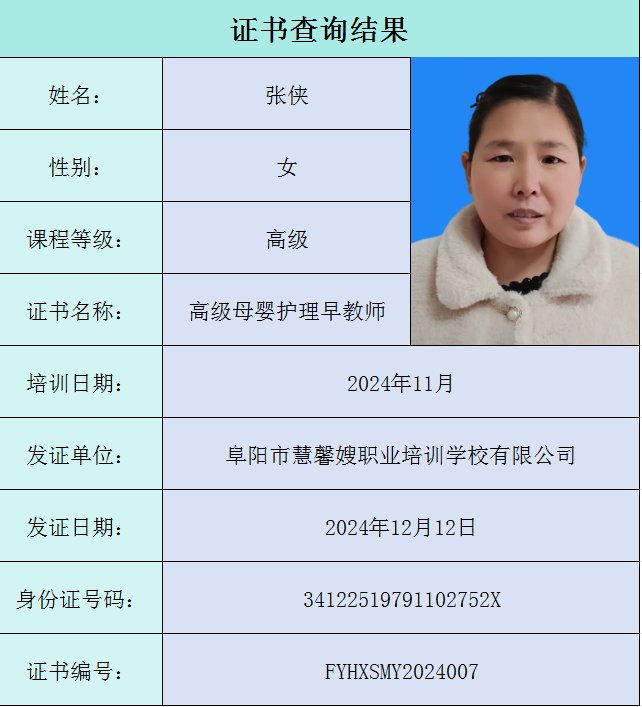 证书查询结果
姓名： 张侠
性别： 女
课程等级： 高级
证书名称： 高级母婴护理早教师
培训日期： 2024年11月
发证单位： 阜阳市慧馨嫂职业培训学校有限公司
发证日期： 2024年12月12日
身份证号码： 34122519791102752X
证书编号： FYHXSMY2024007